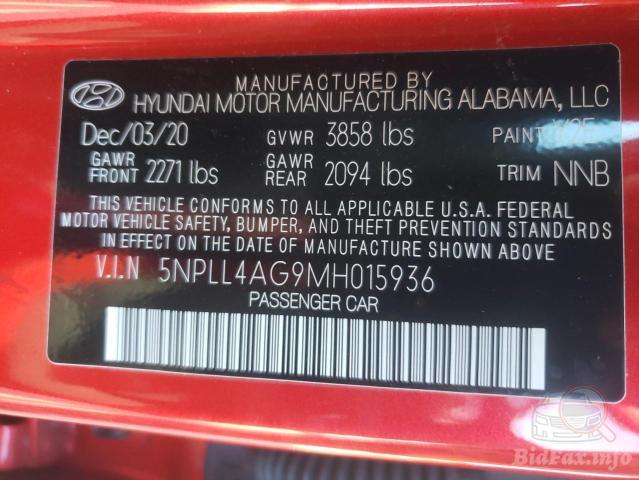 MANUFACTURED BY
HYUNDAI MOTOR MANUFACTURING ALABAMA, LLC
Dec/03/20 GVWR 3858 lbs PAINT Y2E
GAWR FRONT 2271 lbs GAWR REAR 2094 lbs TRIM NNB
THIS VEHICLE CONFORMS TO ALL APPLICABLE U.S.A. FEDERAL
MOTOR VEHICLE SAFETY, BUMPER, AND THEFT PREVENTION STANDARDS
IN EFFECT ON THE DATE OF MANUFACTURE SHOWN ABOVE
V.I.N 5NPLL4AG9MH015936
PASSENGER CAR
BidFax.info